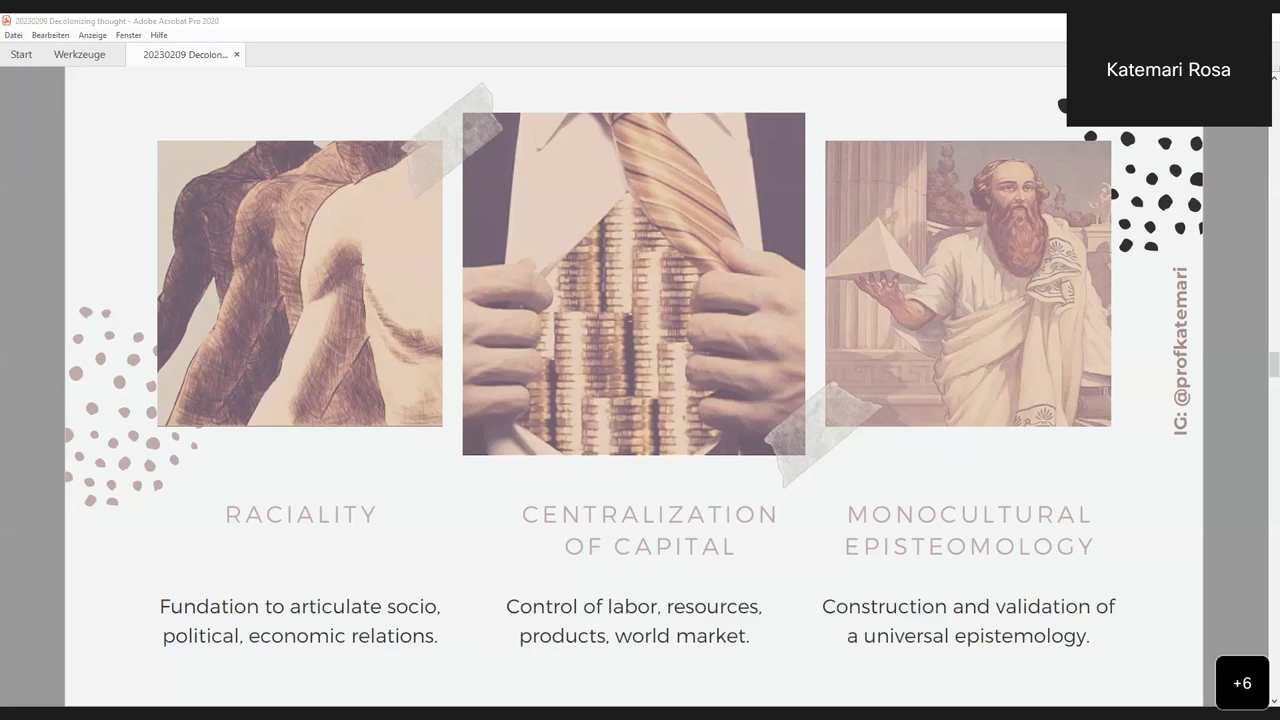 20230209 Decolonizing thought - Adobe Acrobat Pro 2020
Datei Bearbeiten Anzeige Fenster Hilfe
Start Werkzeuge 20230209 Decolon... ×
Katemari Rosa
IG: @profkatemari
RACIALITY
Fundation to articulate socio,
political, economic relations.
CENTRALIZATION
OF CAPITAL
Control of labor, resources,
products, world market.
MONOCULTURAL
EPISTEOMOLOGY
Construction and validation of
a universal epistemology.
+6